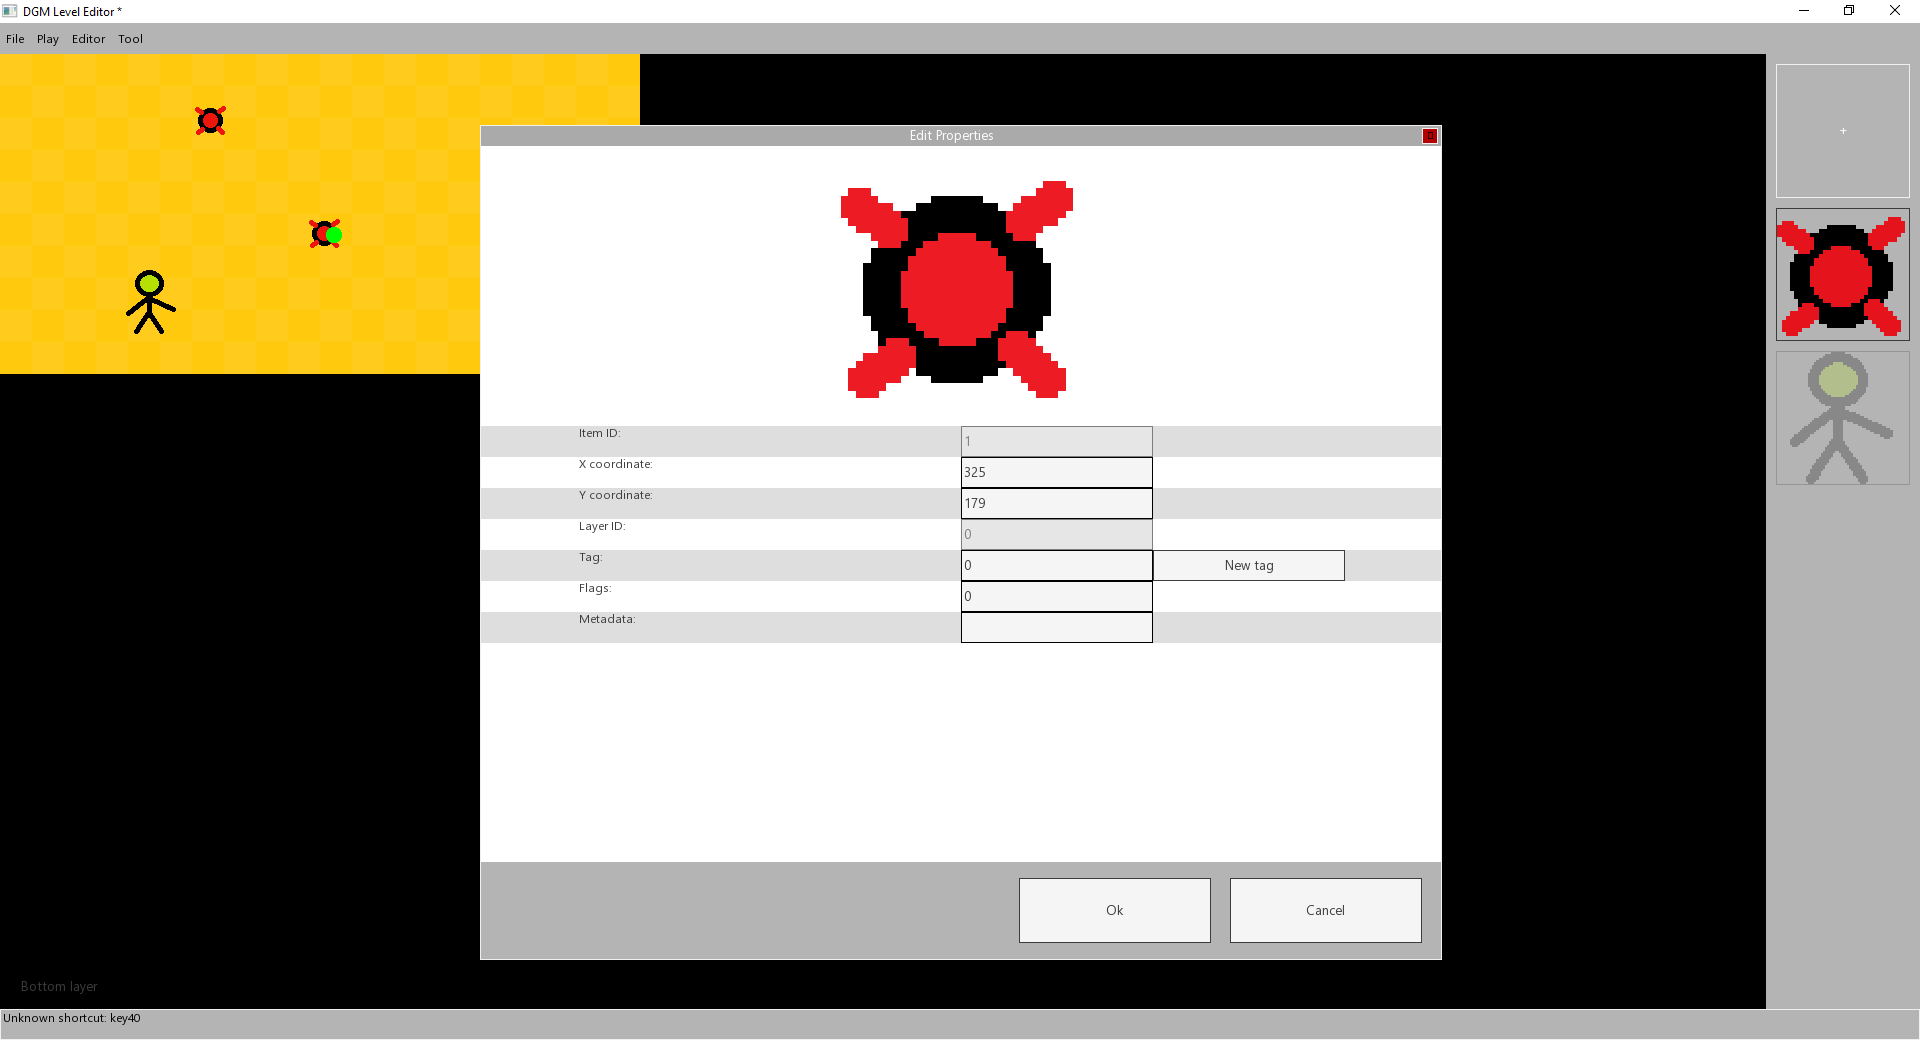 DGM Level Editor *
File Play Editor Tool
Edit Properties
+
Item ID: 1
X coordinate: 325
Y coordinate: 179
Layer ID: 0
Tag: 0 New tag
Flags: 0
Metadata:
Ok Cancel
Bottom layer
Unknown shortcut: key40